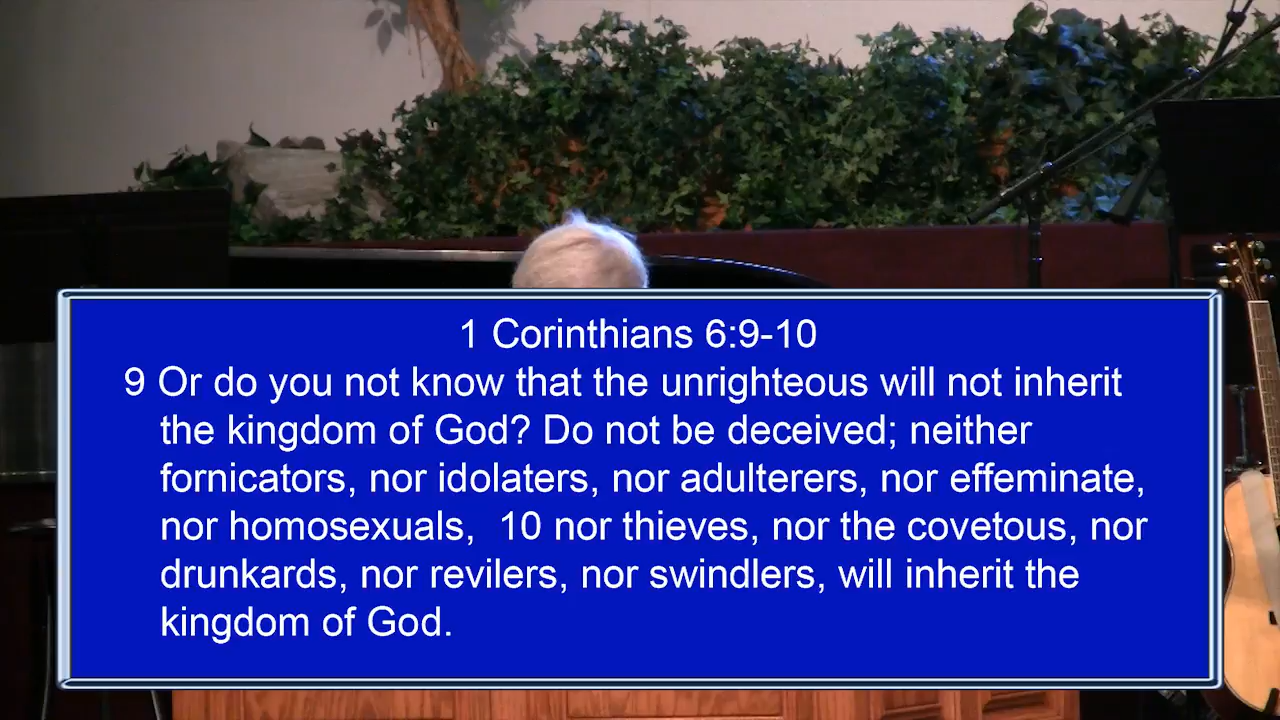 1 Corinthians 6:9-10
9 Or do you not know that the unrighteous will not inherit
the kingdom of God? Do not be deceived; neither
fornicators, nor idolaters, nor adulterers, nor effeminate,
nor homosexuals,  10 nor thieves, nor the covetous, nor
drunkards, nor revilers, nor swindlers, will inherit the
kingdom of God.